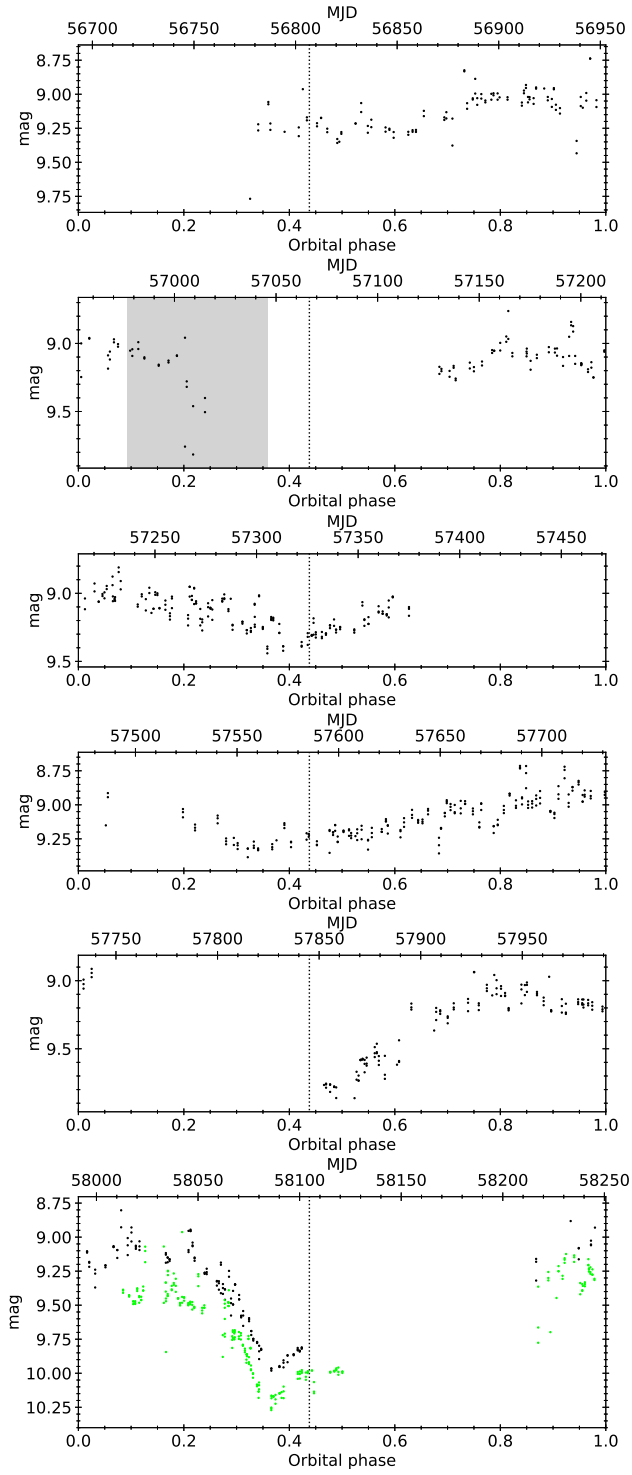 MJD
56700 56750 56800 56850 56900 56950
8.75
9.00
9.25
9.50
9.75
mag
0.0 0.2 0.4 0.6 0.8 1.0
Orbital phase
MJD
57000 57050 57100 57150 57200
9.0
9.5
mag
0.0 0.2 0.4 0.6 0.8 1.0
Orbital phase
MJD
57250 57300 57350 57400 57450
9.0
9.5
mag
0.0 0.2 0.4 0.6 0.8 1.0
Orbital phase
MJD
57500 57550 57600 57650 57700
8.75
9.00
9.25
mag
0.0 0.2 0.4 0.6 0.8 1.0
Orbital phase
MJD
57750 57800 57850 57900 57950
9.0
9.5
mag
0.0 0.2 0.4 0.6 0.8 1.0
Orbital phase
MJD
58000 58050 58100 58150 58200 58250
8.75
9.00
9.25
9.50
9.75
10.00
10.25
mag
0.0 0.2 0.4 0.6 0.8 1.0
Orbital phase